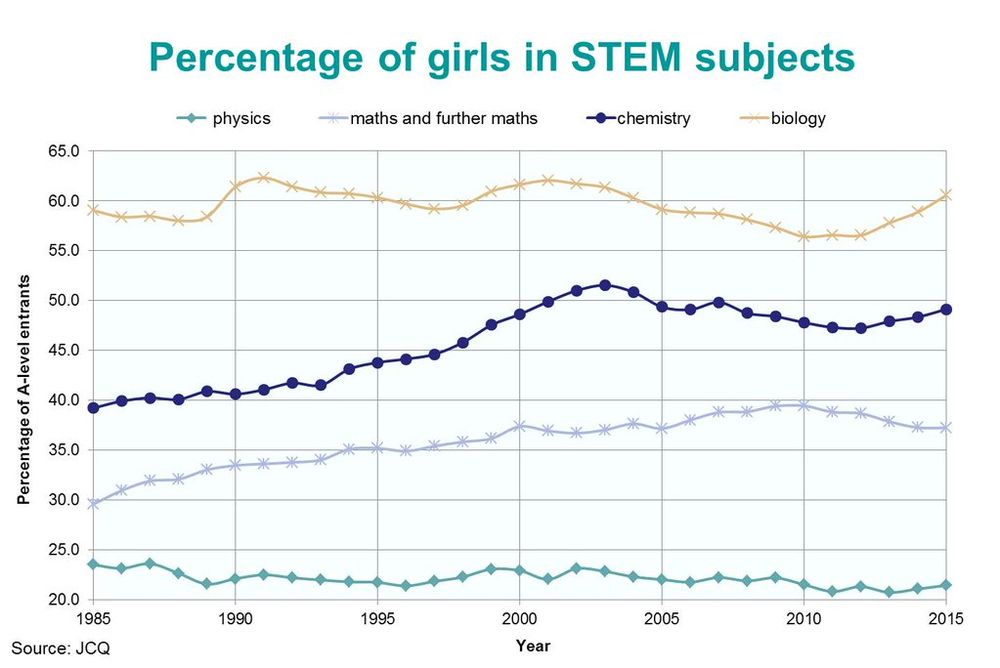 Percentage of girls in STEM subjects
physics maths and further maths chemistry biology
65.0
60.0
55.0
50.0
45.0
40.0
35.0
30.0
25.0
20.0
Percentage of A-level entrants
1985 1990 1995 2000 2005 2010 2015
Year
Source: JCQ